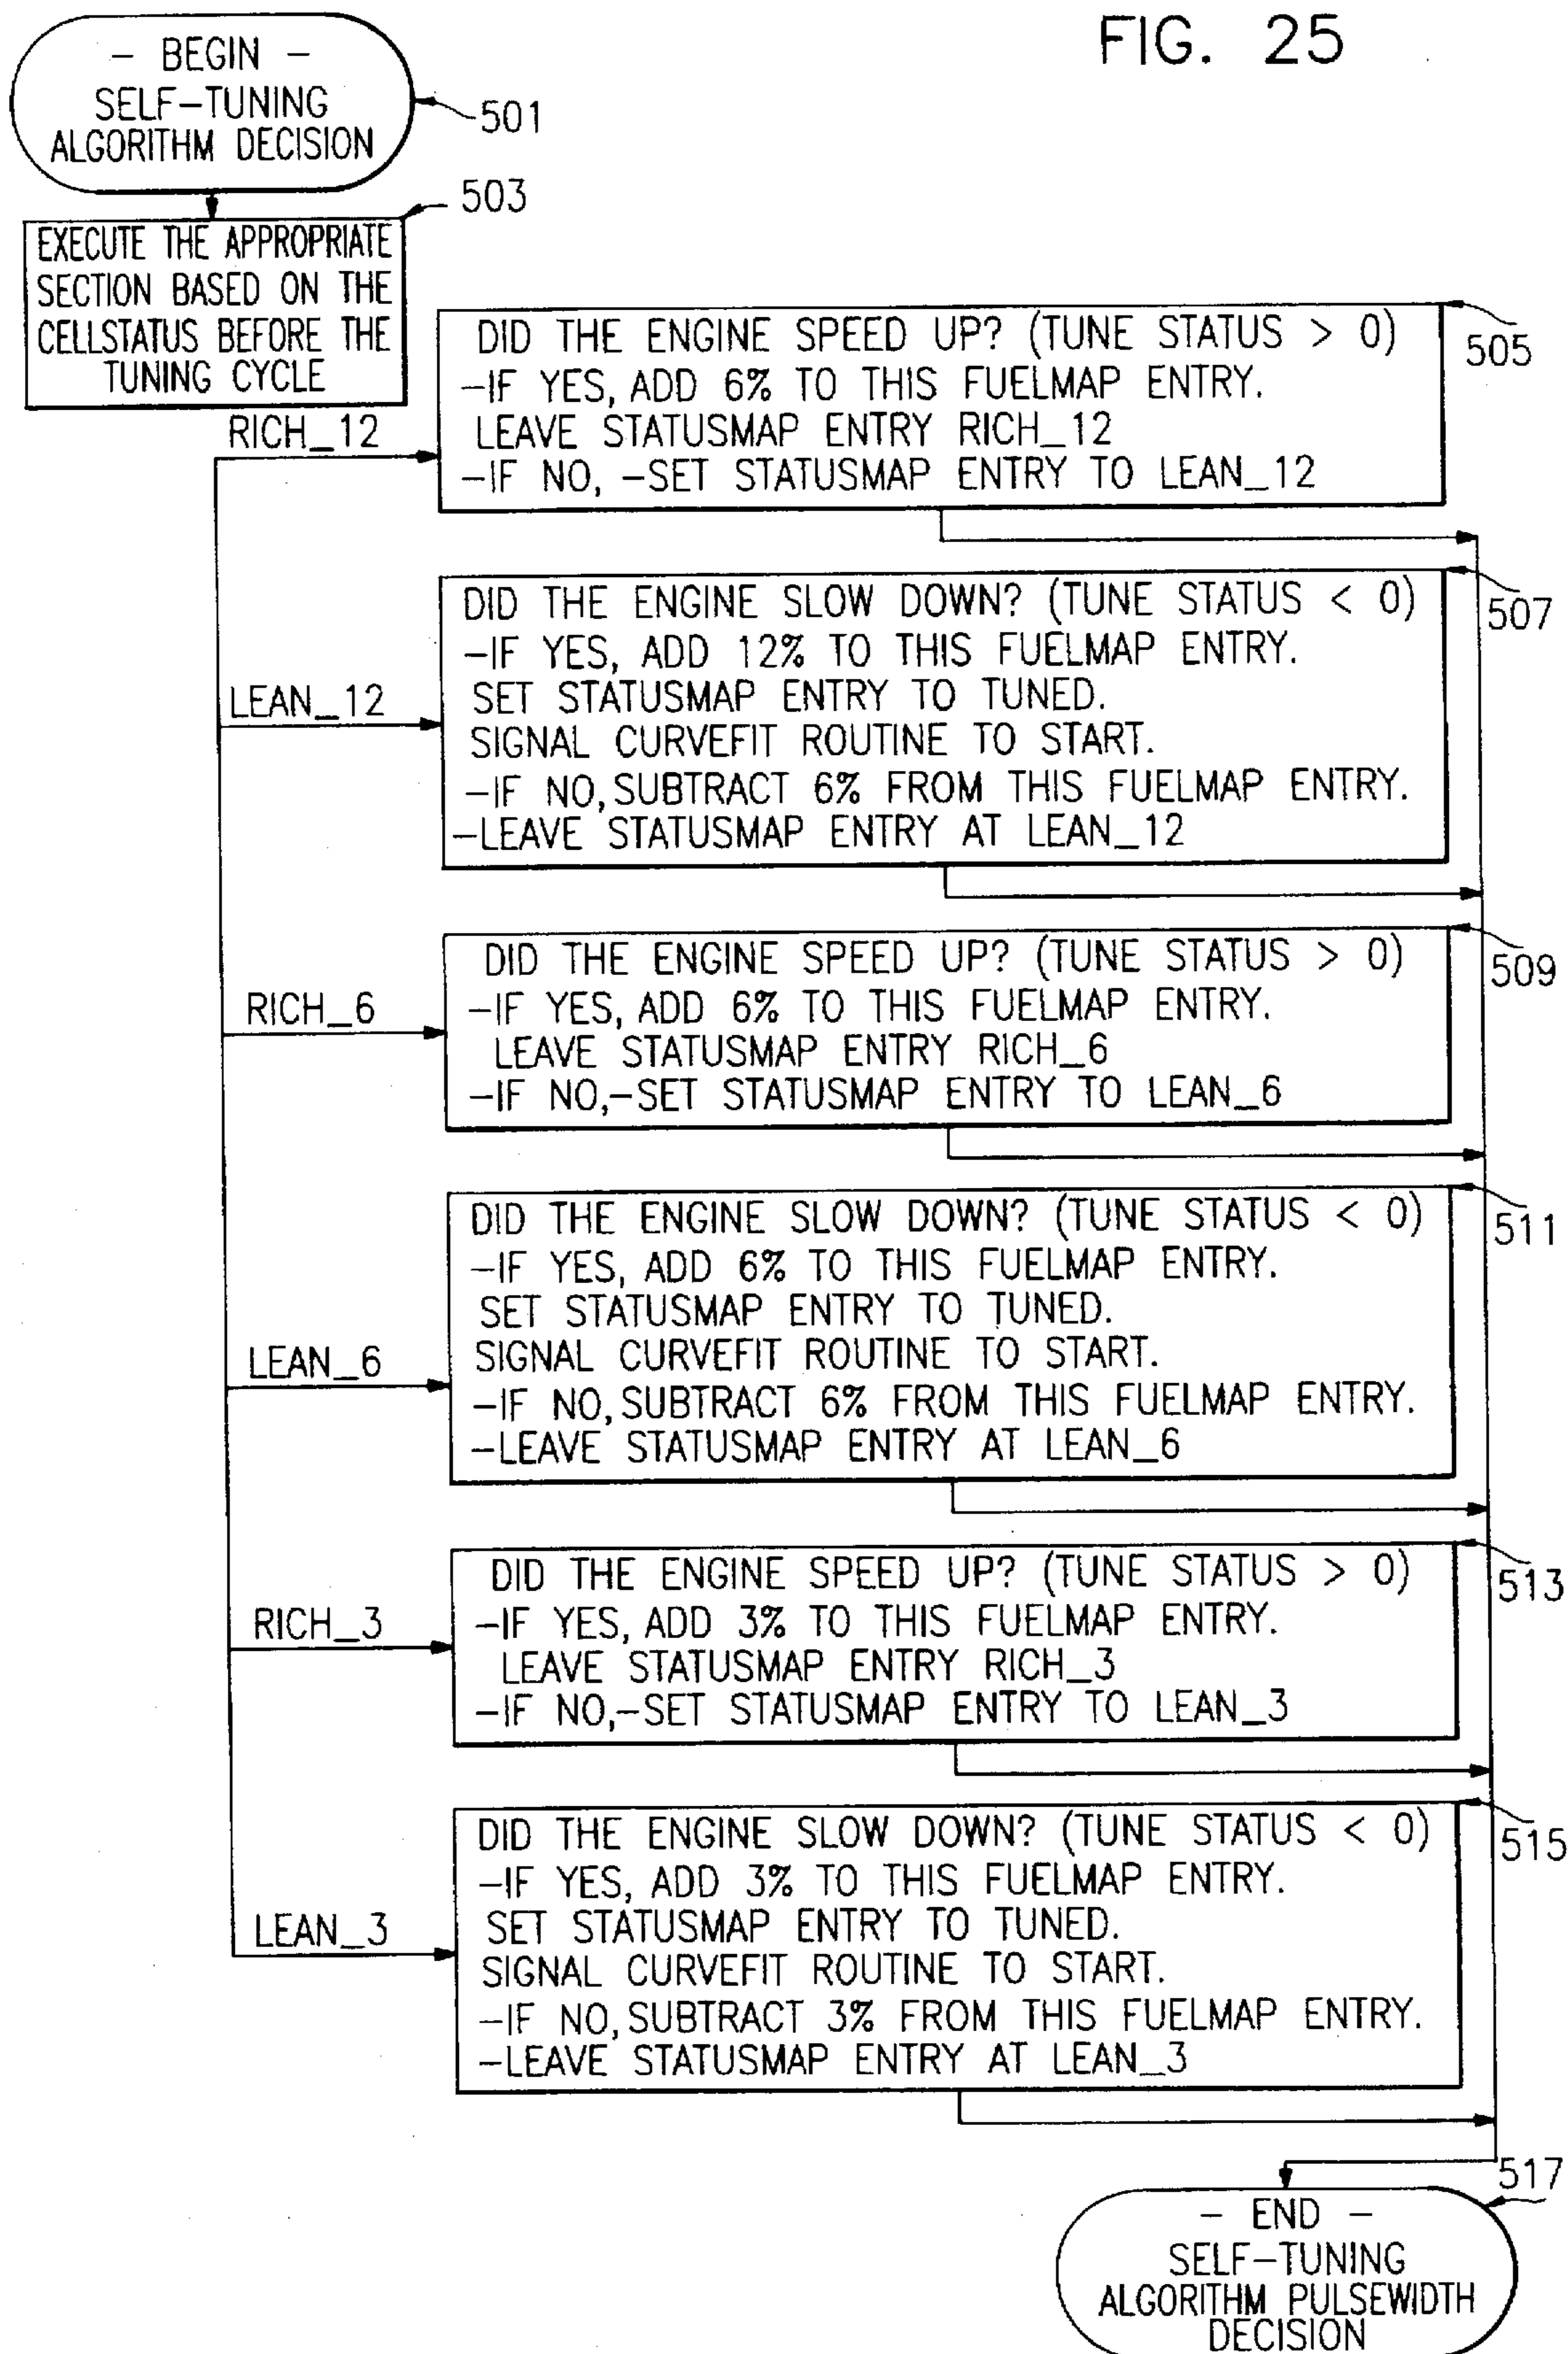 FIG. 25
- BEGIN -
SELF-TUNING
ALGORITHM DECISION
501
503
EXECUTE THE APPROPRIATE
SECTION BASED ON THE
CELLSTATUS BEFORE THE
TUNING CYCLE
RICH_12
DID THE ENGINE SPEED UP? (TUNE STATUS > 0)
-IF YES, ADD 6% TO THIS FUELMAP ENTRY.
LEAVE STATUSMAP ENTRY RICH_12
-IF NO, -SET STATUSMAP ENTRY TO LEAN_12
505
LEAN_12
DID THE ENGINE SLOW DOWN? (TUNE STATUS < 0)
-IF YES, ADD 12% TO THIS FUELMAP ENTRY.
SET STATUSMAP ENTRY TO TUNED.
SIGNAL CURVEFIT ROUTINE TO START.
-IF NO, SUBTRACT 6% FROM THIS FUELMAP ENTRY.
-LEAVE STATUSMAP ENTRY AT LEAN_12
507
RICH_6
DID THE ENGINE SPEED UP? (TUNE STATUS > 0)
-IF YES, ADD 6% TO THIS FUELMAP ENTRY.
LEAVE STATUSMAP ENTRY RICH_6
-IF NO,-SET STATUSMAP ENTRY TO LEAN_6
509
LEAN_6
DID THE ENGINE SLOW DOWN? (TUNE STATUS < 0)
-IF YES, ADD 6% TO THIS FUELMAP ENTRY.
SET STATUSMAP ENTRY TO TUNED.
SIGNAL CURVEFIT ROUTINE TO START.
-IF NO, SUBTRACT 6% FROM THIS FUELMAP ENTRY.
-LEAVE STATUSMAP ENTRY AT LEAN_6
511
RICH_3
DID THE ENGINE SPEED UP? (TUNE STATUS > 0)
-IF YES, ADD 3% TO THIS FUELMAP ENTRY.
LEAVE STATUSMAP ENTRY RICH_3
-IF NO,-SET STATUSMAP ENTRY TO LEAN_3
513
LEAN_3
DID THE ENGINE SLOW DOWN? (TUNE STATUS < 0)
-IF YES, ADD 3% TO THIS FUELMAP ENTRY.
SET STATUSMAP ENTRY TO TUNED.
SIGNAL CURVEFIT ROUTINE TO START.
-IF NO, SUBTRACT 3% FROM THIS FUELMAP ENTRY.
-LEAVE STATUSMAP ENTRY AT LEAN_3
515
517
- END -
SELF-TUNING
ALGORITHM PULSEWIDTH
DECISION